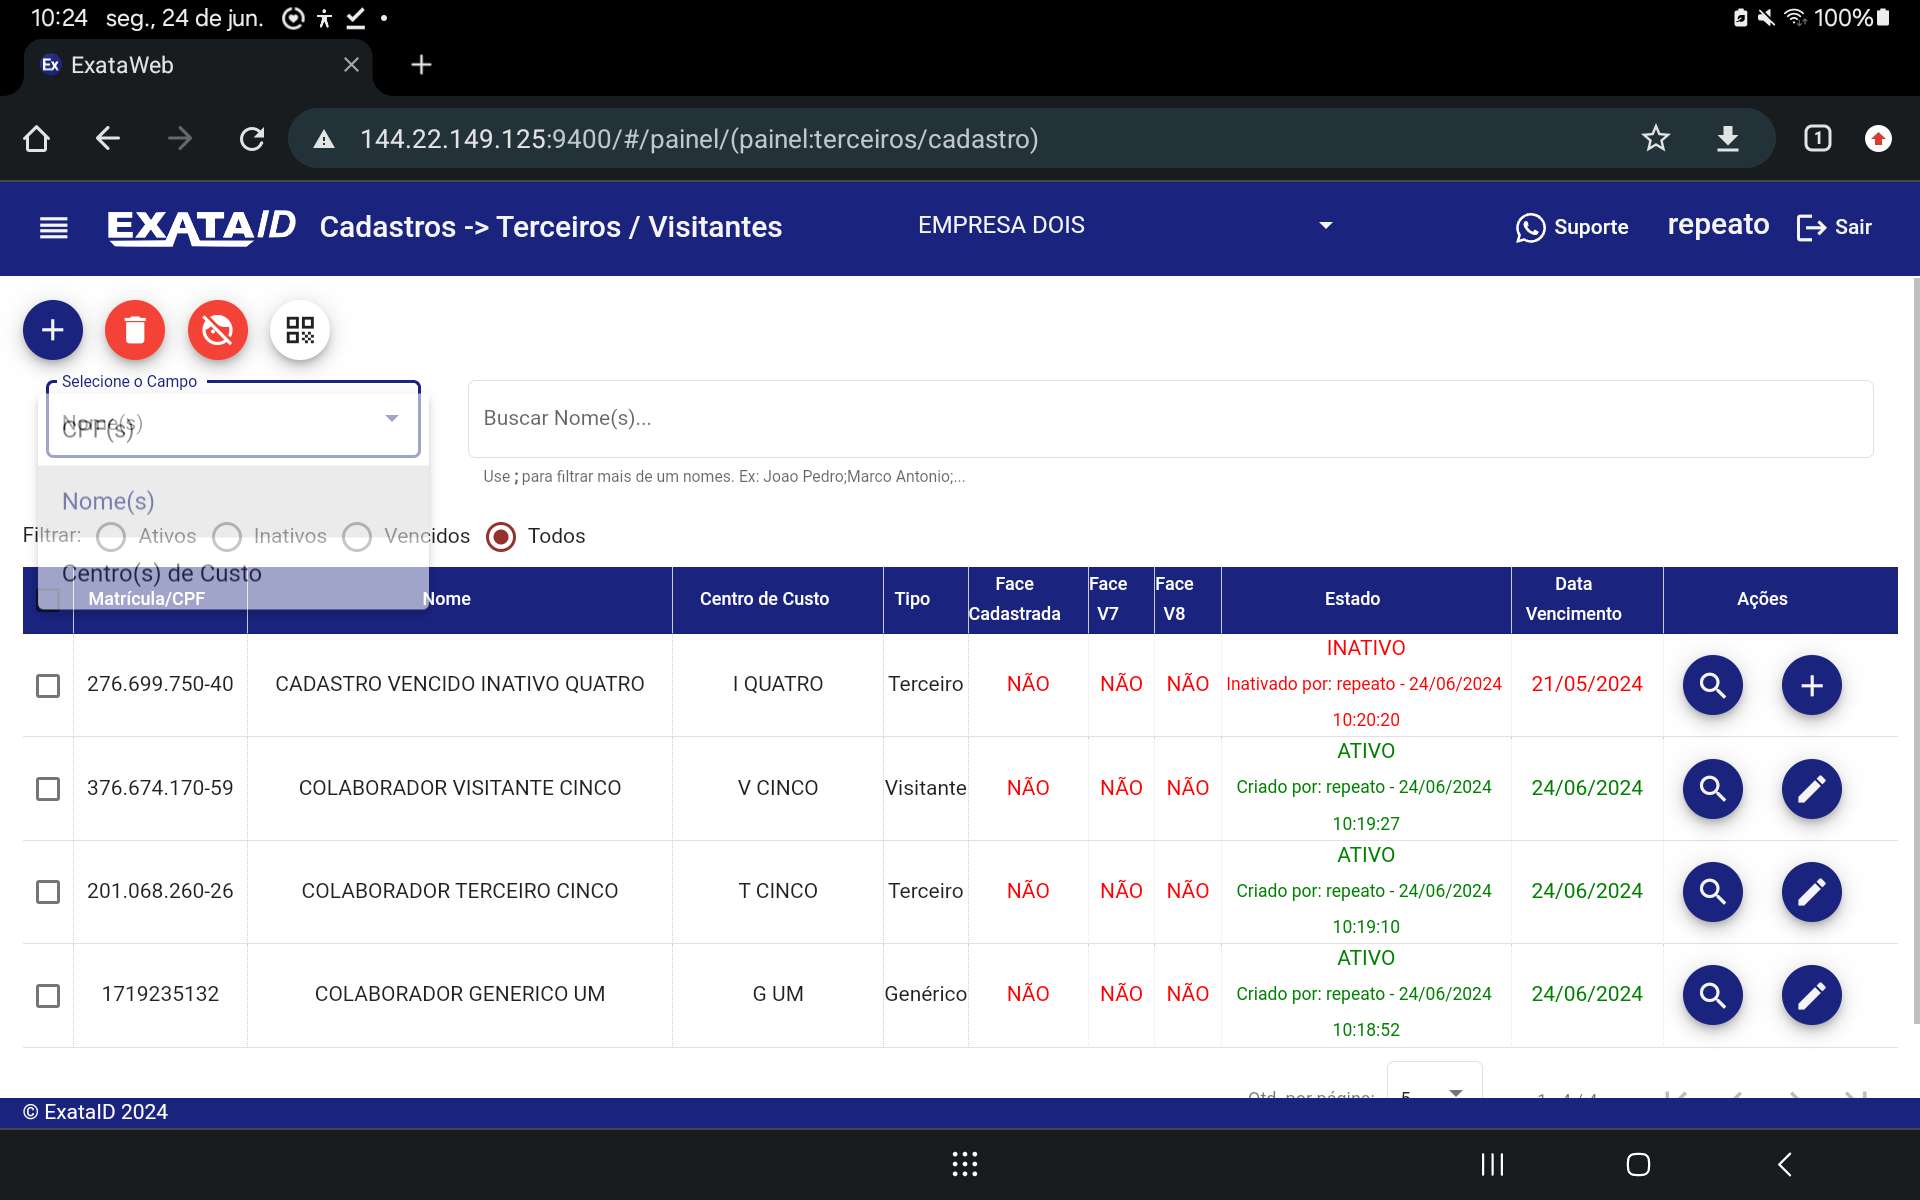 10:24 seg., 24 de jun. 100%
Ex ExataWeb
144.22.149.125:9400/#/painel/(painel:terceiros/cadastro) 1
EXATAID Cadastros -> Terceiros / Visitantes EMPRESA DOIS Suporte repeato Sair
Selecione o Campo
Nome(s)
CPF(s)
Buscar Nome(s)...
Use ; para filtrar mais de um nomes. Ex: Joao Pedro;Marco Antonio;...
Nome(s)
Filtrar: Ativos Inativos Vencidos Todos
Centro(s) de Custo
Matrícula/CPF Nome Centro de Custo Tipo Face Cadastrada Face V7 Face V8 Estado Data Vencimento Ações
276.699.750-40 CADASTRO VENCIDO INATIVO QUATRO I QUATRO Terceiro NÃO NÃO NÃO INATIVO Inativado por: repeato - 24/06/2024 10:20:20 21/05/2024
376.674.170-59 COLABORADOR VISITANTE CINCO V CINCO Visitante NÃO NÃO NÃO ATIVO Criado por: repeato - 24/06/2024 10:19:27 24/06/2024
201.068.260-26 COLABORADOR TERCEIRO CINCO T CINCO Terceiro NÃO NÃO NÃO ATIVO Criado por: repeato - 24/06/2024 10:19:10 24/06/2024
1719235132 COLABORADOR GENERICO UM G UM Genérico NÃO NÃO NÃO ATIVO Criado por: repeato - 24/06/2024 10:18:52 24/06/2024
Qtd. por página: 5 1 - 4 / 4
© ExataID 2024